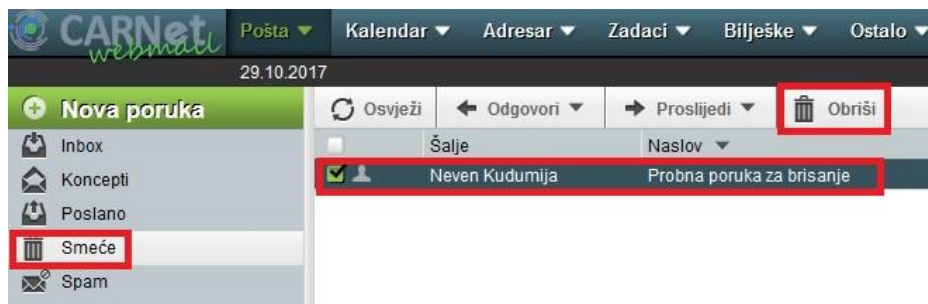 CARNet webmail Pošta Kalendar Adresar Zadaci Bilješke Ostalo
29.10.2017
Nova poruka Osvježi Odgovori Proslijedi Obriši
Inbox Šalje Naslov
Koncepti Neven Kudumija Probna poruka za brisanje
Poslano
Smeće
Spam